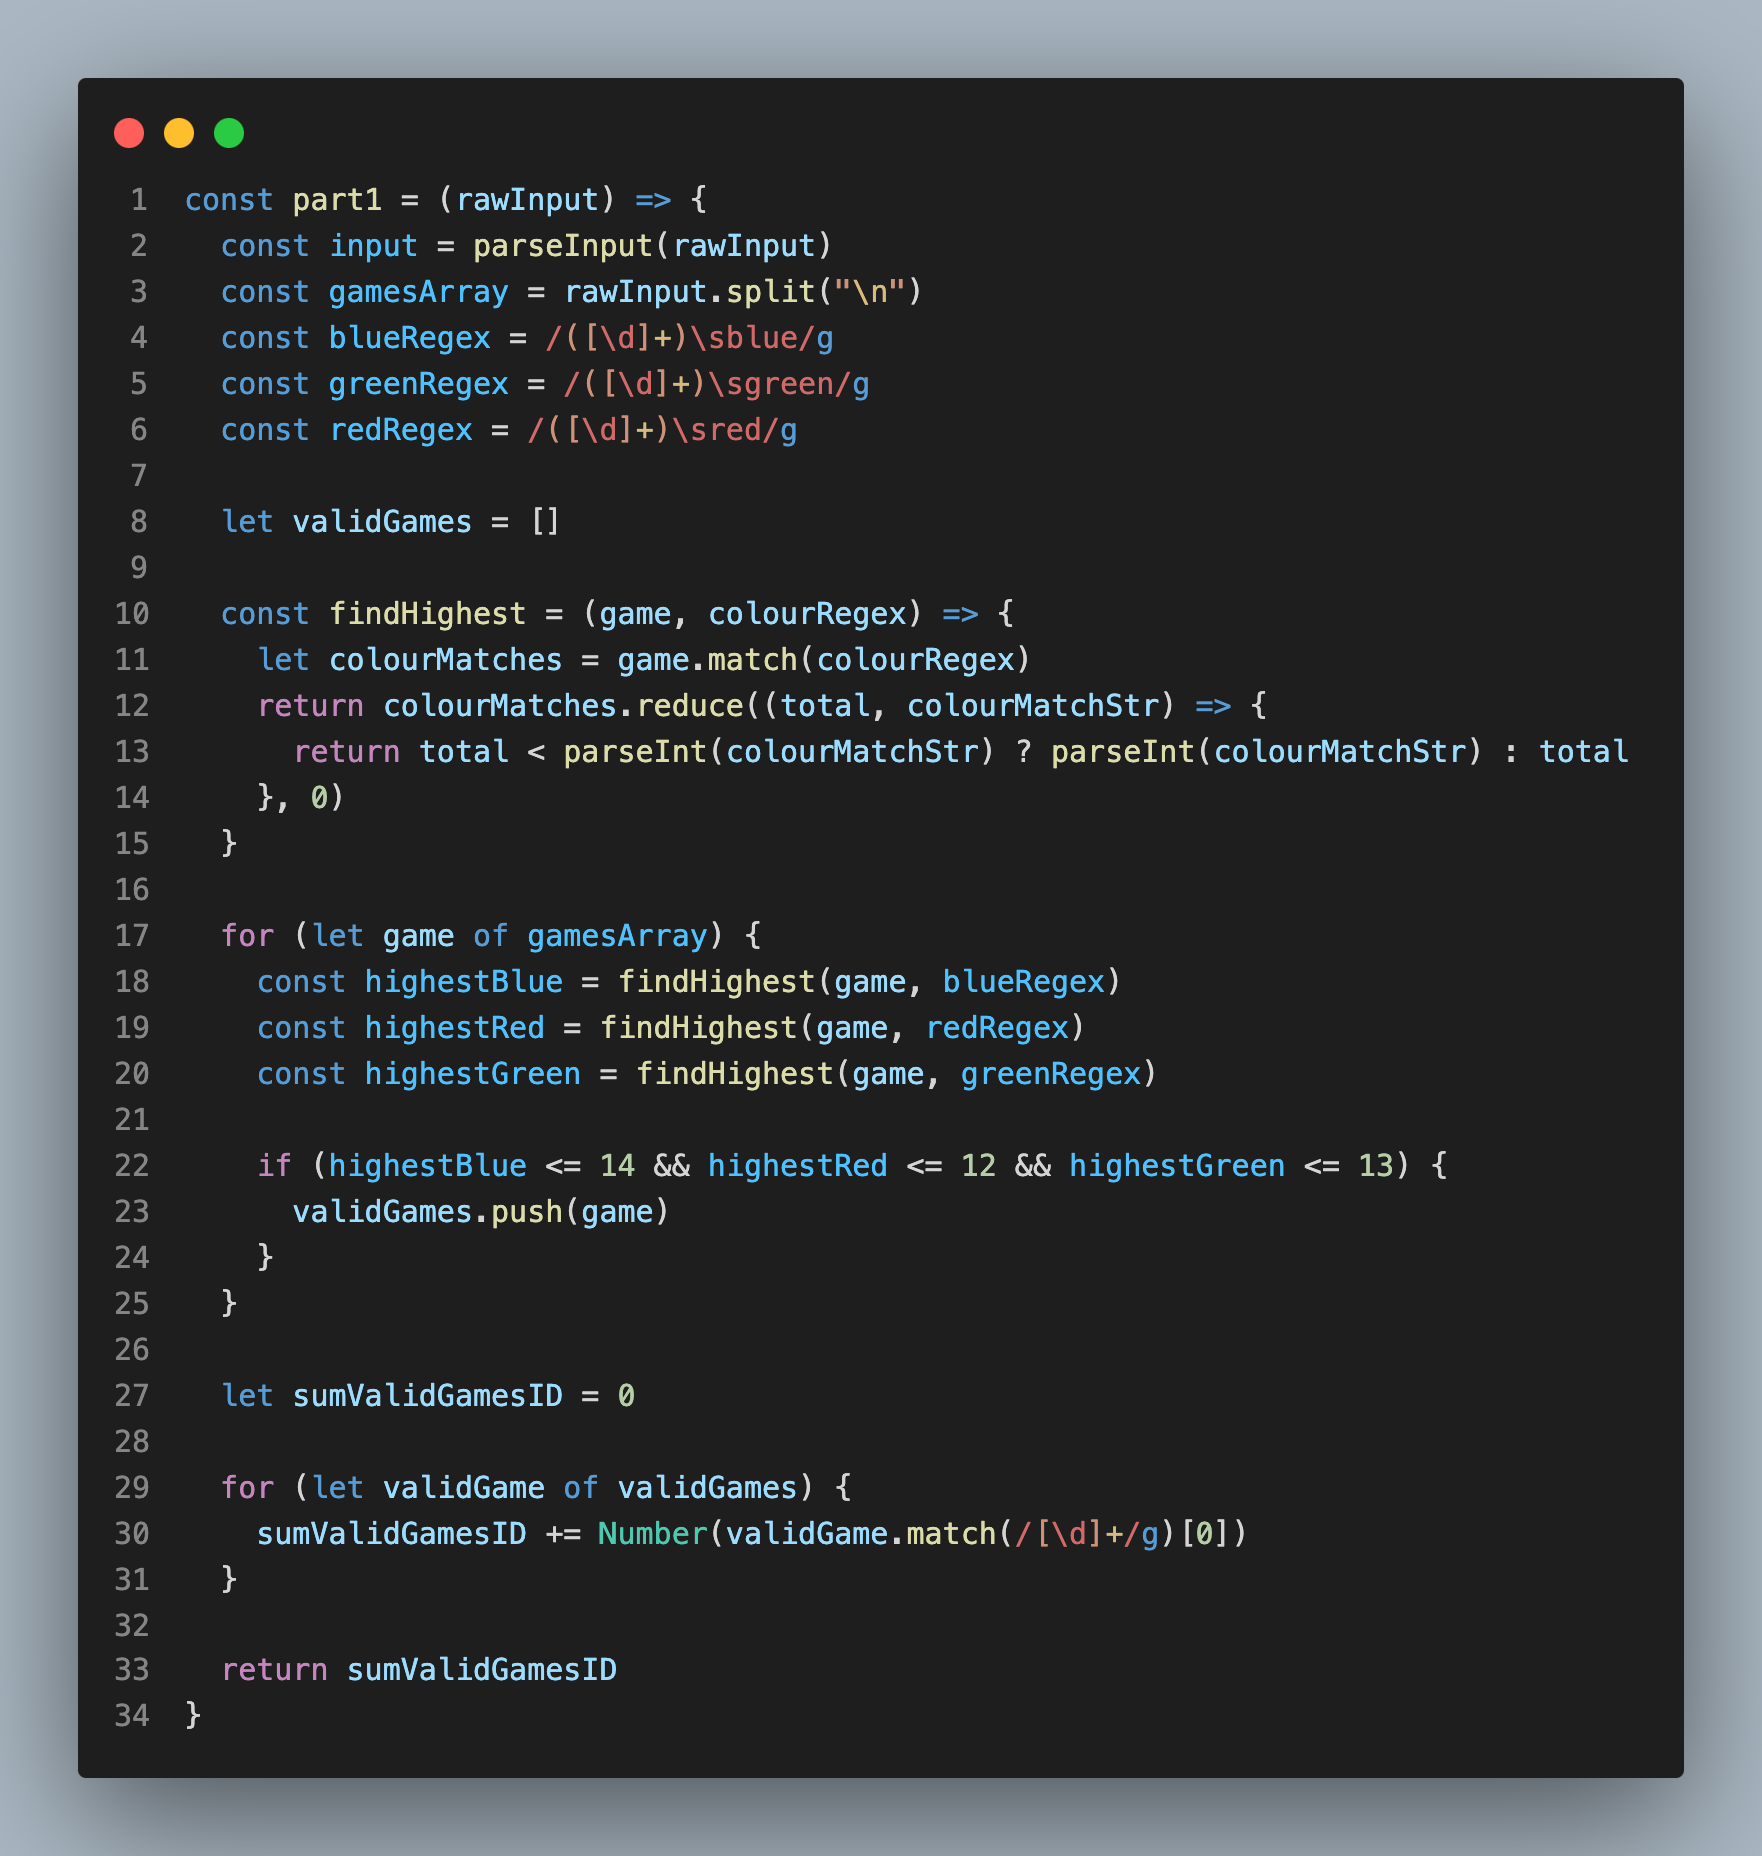 1 const part1 = (rawInput) => {
2   const input = parseInput(rawInput)
3   const gamesArray = rawInput.split("\n")
4   const blueRegex = /([\d]+)\sblue/g
5   const greenRegex = /([\d]+)\sgreen/g
6   const redRegex = /([\d]+)\sred/g
7
8   let validGames = []
9
10   const findHighest = (game, colourRegex) => {
11     let colourMatches = game.match(colourRegex)
12     return colourMatches.reduce((total, colourMatchStr) => {
13       return total < parseInt(colourMatchStr) ? parseInt(colourMatchStr) : total
14     }, 0)
15   }
16
17   for (let game of gamesArray) {
18     const highestBlue = findHighest(game, blueRegex)
19     const highestRed = findHighest(game, redRegex)
20     const highestGreen = findHighest(game, greenRegex)
21
22     if (highestBlue <= 14 && highestRed <= 12 && highestGreen <= 13) {
23       validGames.push(game)
24     }
25   }
26
27   let sumValidGamesID = 0
28
29   for (let validGame of validGames) {
30     sumValidGamesID += Number(validGame.match(/[\d]+/g)[0])
31   }
32
33   return sumValidGamesID
34 }